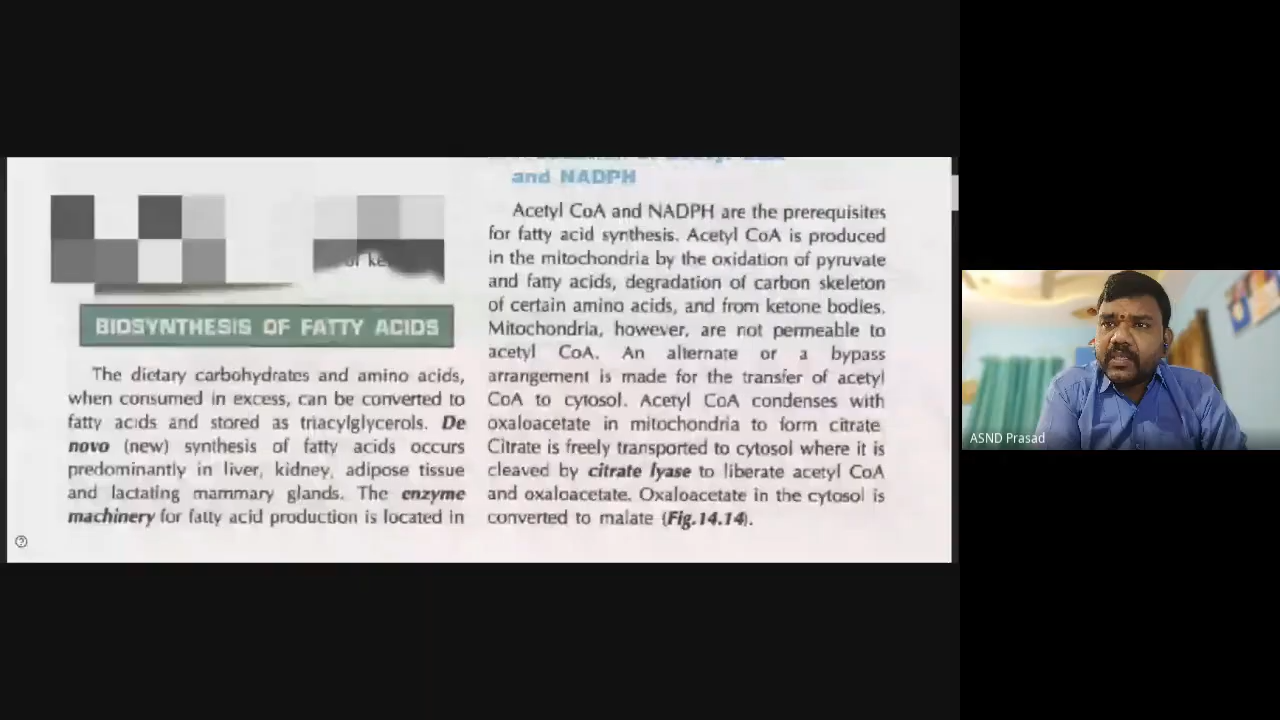 of ke
BIOSYNTHESIS OF FATTY ACIDS
The dietary carbohydrates and amino acids,
when consumed in excess, can be converted to
fatty acids and stored as triacylglycerols. De
novo (new) synthesis of fatty acids occurs
predominantly in liver, kidney, adipose tissue
and lactating mammary glands. The enzyme
machinery for fatty acid production is located in
and NADPH
Acetyl CoA and NADPH are the prerequisites
for fatty acid synthesis. Acetyl CoA is produced
in the mitochondria by the oxidation of pyruvate
and fatty acids, degradation of carbon skeleton
of certain amino acids, and from ketone bodies.
Mitochondria, however, are not permeable to
acetyl CoA. An alternate or a bypass
arrangement is made for the transfer of acetyl
CoA to cytosol. Acetyl CoA condenses with
oxaloacetate in mitochondria to form citrate.
Citrate is freely transported to cytosol where it is
cleaved by citrate lyase to liberate acetyl CoA
and oxaloacetate. Oxaloacetate in the cytosol is
converted to malate (Fig.14.14).
ASND Prasad